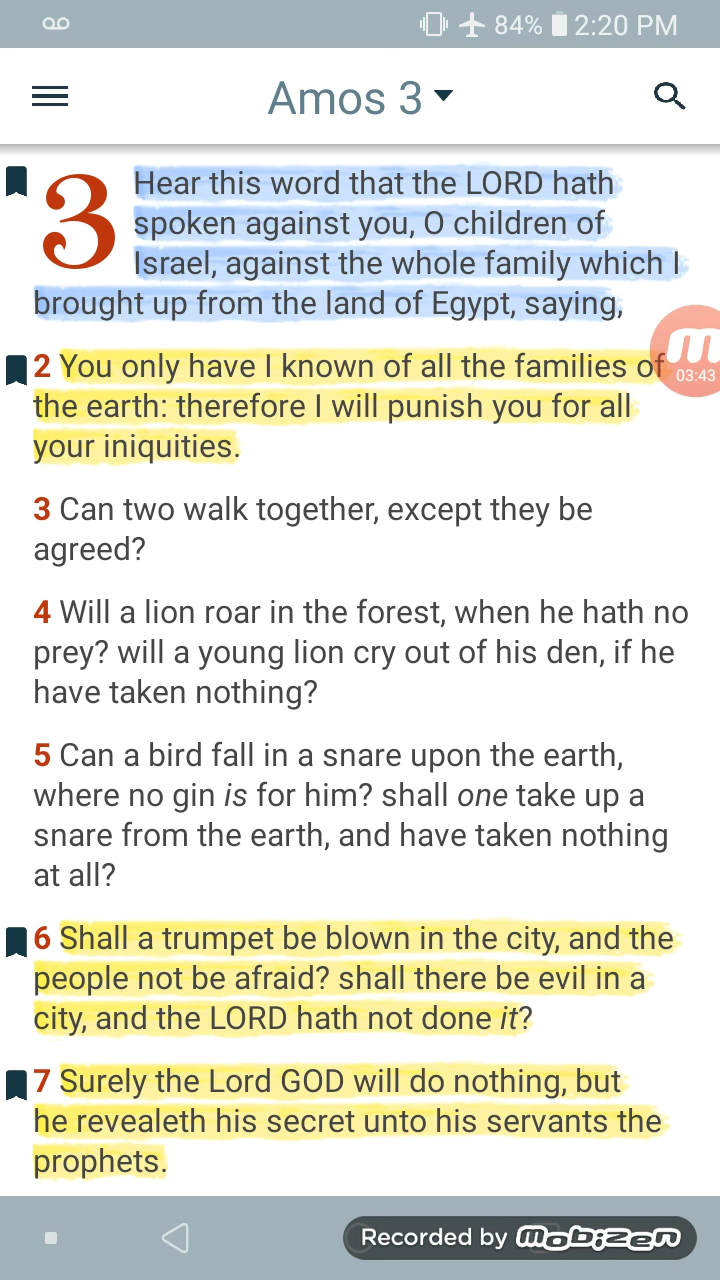 84% 2:20 PM
Amos 3
3 Hear this word that the LORD hath
spoken against you, O children of
Israel, against the whole family which I
brought up from the land of Egypt, saying,
03:43
2 You only have I known of all the families of
the earth: therefore I will punish you for all
your iniquities.
3 Can two walk together, except they be
agreed?
4 Will a lion roar in the forest, when he hath no
prey? will a young lion cry out of his den, if he
have taken nothing?
5 Can a bird fall in a snare upon the earth,
where no gin is for him? shall one take up a
snare from the earth, and have taken nothing
at all?
6 Shall a trumpet be blown in the city, and the
people not be afraid? shall there be evil in a
city, and the LORD hath not done it?
7 Surely the Lord GOD will do nothing, but
he revealeth his secret unto his servants the
prophets.
Recorded by mobizen